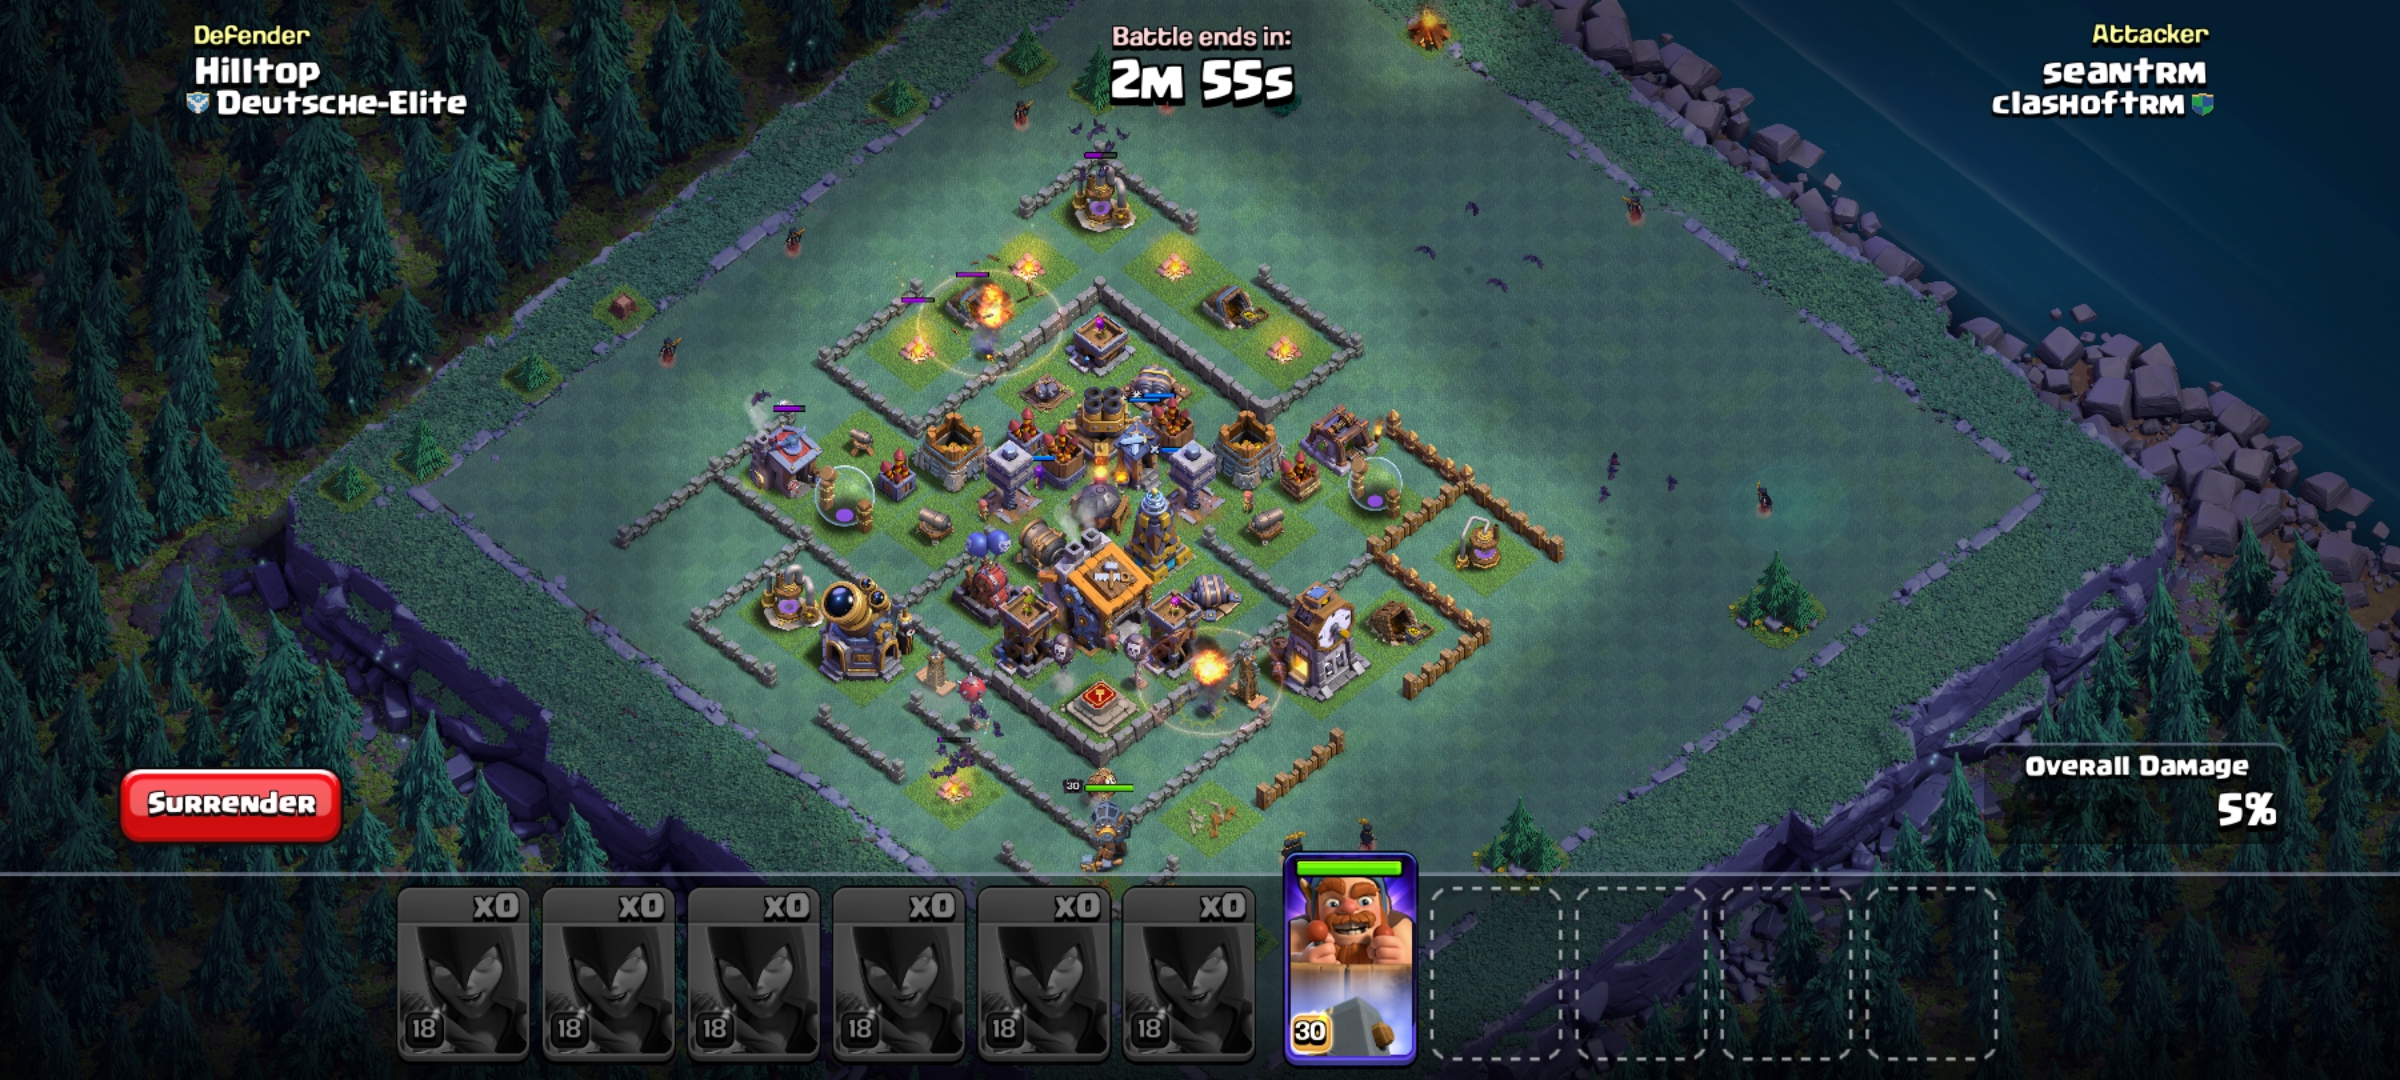 Defender
Hilltop
Deutsche-Elite
Battle ends in:
2M 55s
Attacker
seantrm
clashoftrm
Surrender
Overall Damage
5%
30
x0
x0
x0
x0
x0
x0
18
18
18
18
18
18
30